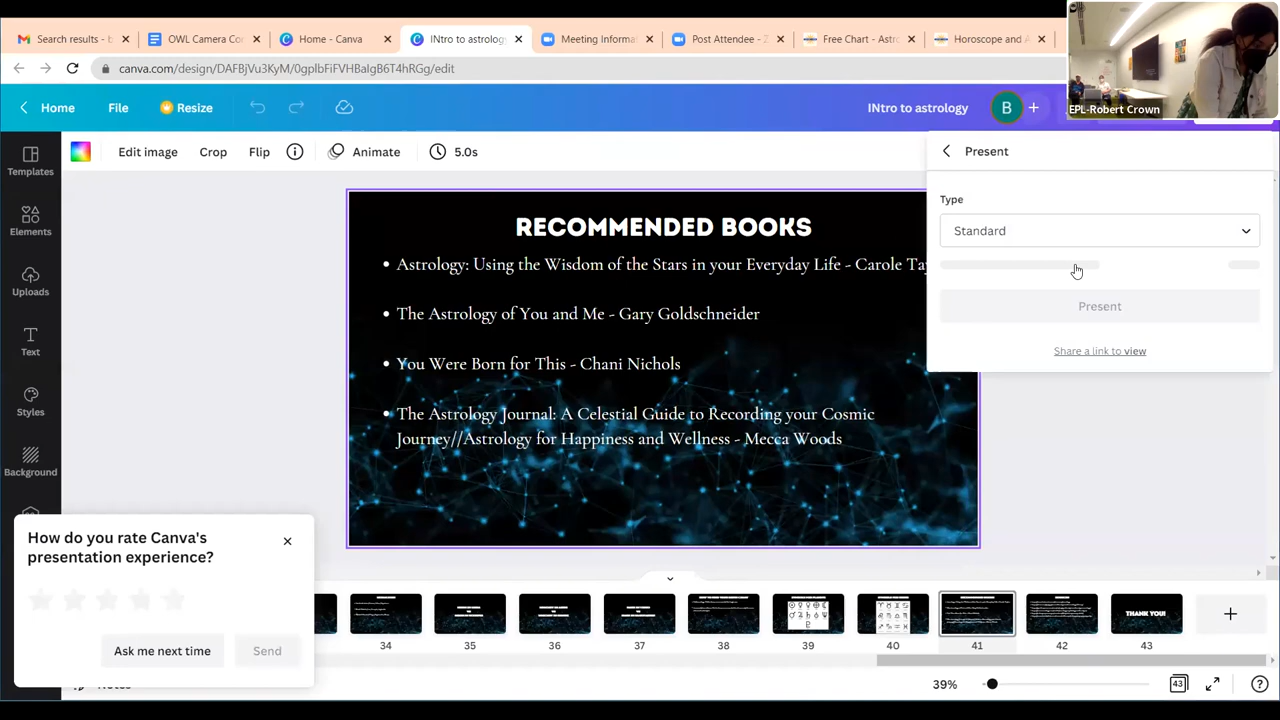 Search results - b
OWL Camera Cor
Home - Canva
INtro to astrology
Meeting Informa
Post Attendee - Z
Free Chart - Astro
Horoscope and A
canva.com/design/DAFBjVu3KyM/0gplbFiFVHBalgB6T4hRGg/edit
EPL-Robert Crown
Home
File
Resize
INtro to astrology
B
Edit image
Crop
Flip
Animate
5.0s
Present
Type
Standard
Present
Share a link to view
Templates
Elements
Uploads
Text
Styles
Background
RECOMMENDED BOOKS
Astrology: Using the Wisdom of the Stars in your Everyday Life - Carole Tay
The Astrology of You and Me - Gary Goldschneider
You Were Born for This - Chani Nichols
The Astrology Journal: A Celestial Guide to Recording your Cosmic
Journey//Astrology for Happiness and Wellness - Mecca Woods
How do you rate Canva's
presentation experience?
Ask me next time
Send
THANK YOU!
34
35
36
37
38
39
40
41
42
43
Notes
39%
43